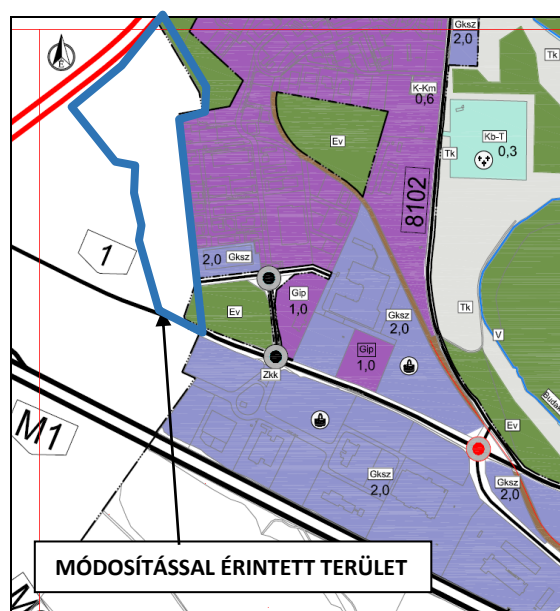 Gksz
2,0
Tk
K-Km
0,6
Kb-T
0,3
Ev
Tk
8102
1
2,0 Gksz
Gip
1,0
Ev
Gksz
2,0
Tk
V
Gip
1,0
Zkk
M1
Ev
Gksz
2,0
Gksz
2,0
MÓDOSÍTÁSSAL ÉRINTETT TERÜLET